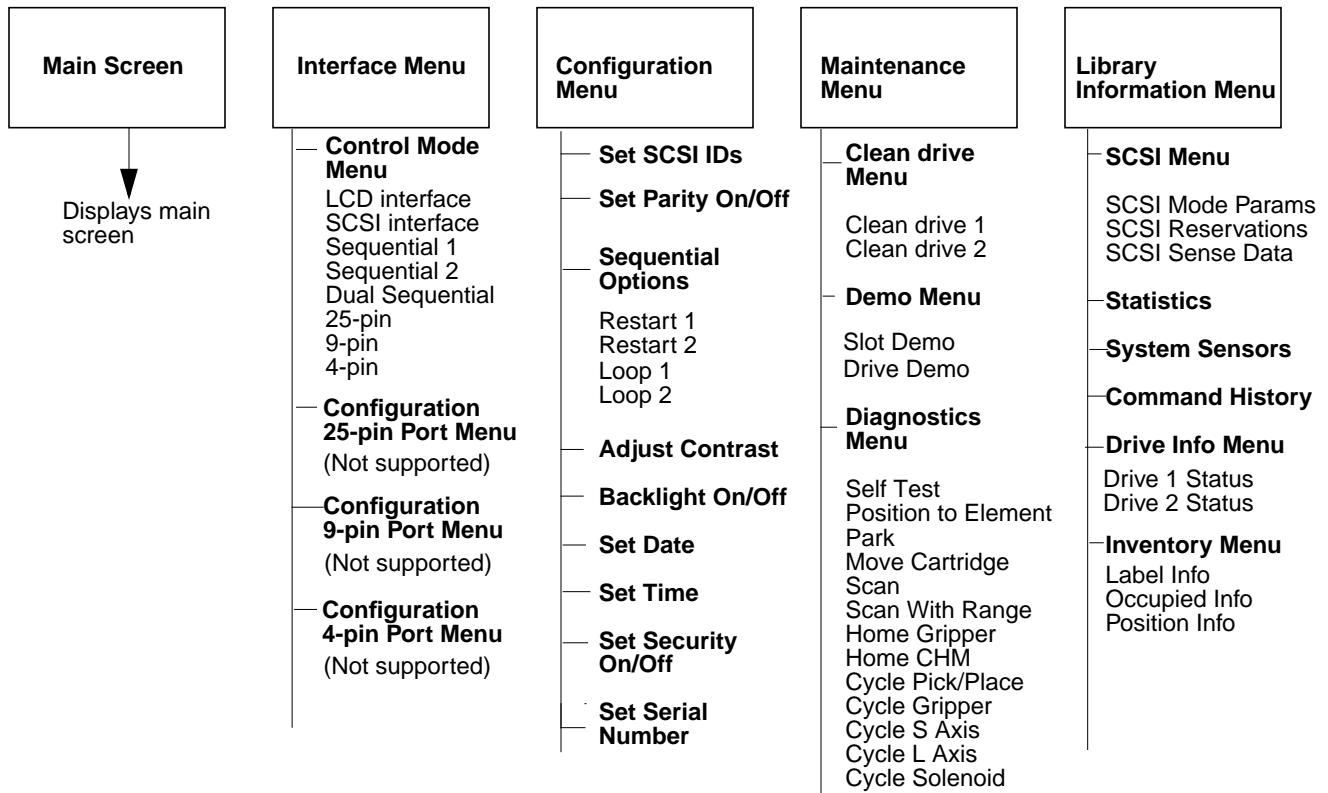 Main Screen
Displays main
screen
Interface Menu
Control Mode
Menu
LCD interface
SCSI interface
Sequential 1
Sequential 2
Dual Sequential
25-pin
9-pin
4-pin
Configuration
25-pin Port Menu
(Not supported)
Configuration
9-pin Port Menu
(Not supported)
Configuration
4-pin Port Menu
(Not supported)
Configuration
Menu
Set SCSI IDs
Set Parity On/Off
Sequential
Options
Restart 1
Restart 2
Loop 1
Loop 2
Adjust Contrast
Backlight On/Off
Set Date
Set Time
Set Security
On/Off
Set Serial
Number
Maintenance
Menu
Clean drive
Menu
Clean drive 1
Clean drive 2
Demo Menu
Slot Demo
Drive Demo
Diagnostics
Menu
Self Test
Position to Element
Park
Move Cartridge
Scan
Scan With Range
Home Gripper
Home CHM
Cycle Pick/Place
Cycle Gripper
Cycle S Axis
Cycle L Axis
Cycle Solenoid
Library
Information Menu
SCSI Menu
SCSI Mode Params
SCSI Reservations
SCSI Sense Data
Statistics
System Sensors
Command History
Drive Info Menu
Drive 1 Status
Drive 2 Status
Inventory Menu
Label Info
Occupied Info
Position Info